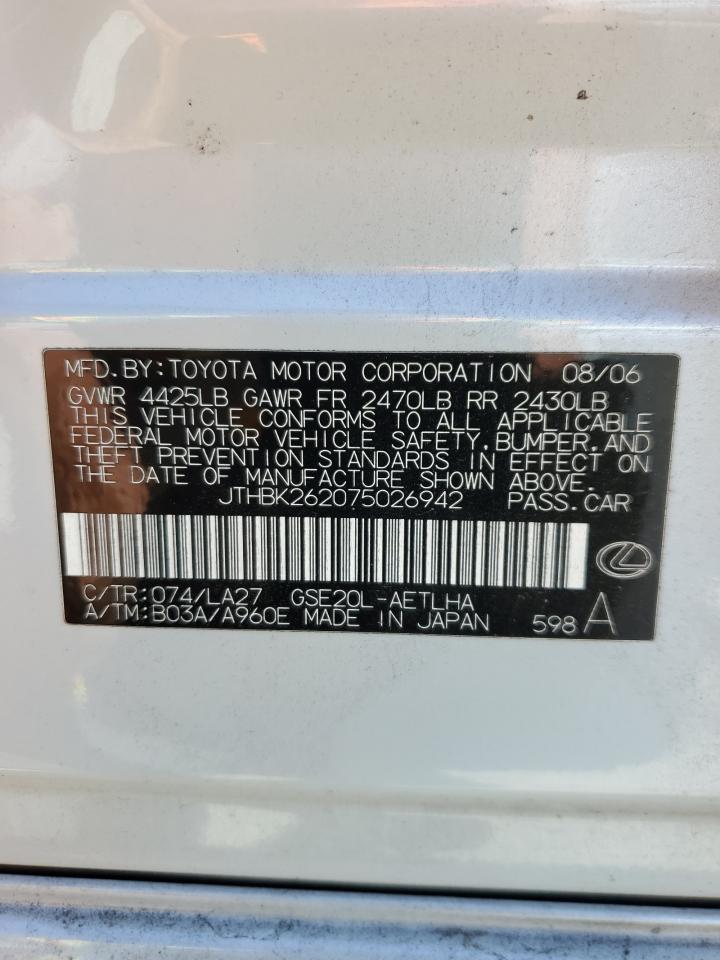 MFD.BY:TOYOTA MOTOR CORPORATION 08/06
GVWR 4425LB GAWR FR 2470LB RR 2430LB
THIS VEHICLE CONFORMS TO ALL APPLICABLE
FEDERAL MOTOR VEHICLE SAFETY,BUMPER,AND
THEFT PREVENTION STANDARDS IN EFFECT ON
THE DATE OF MANUFACTURE SHOWN ABOVE.
JTHBK262075026942 PASS.CAR
C/TR:074/LA27 GSE20L-AETLHA
A/TM:B03A/A960E MADE IN JAPAN 598 A